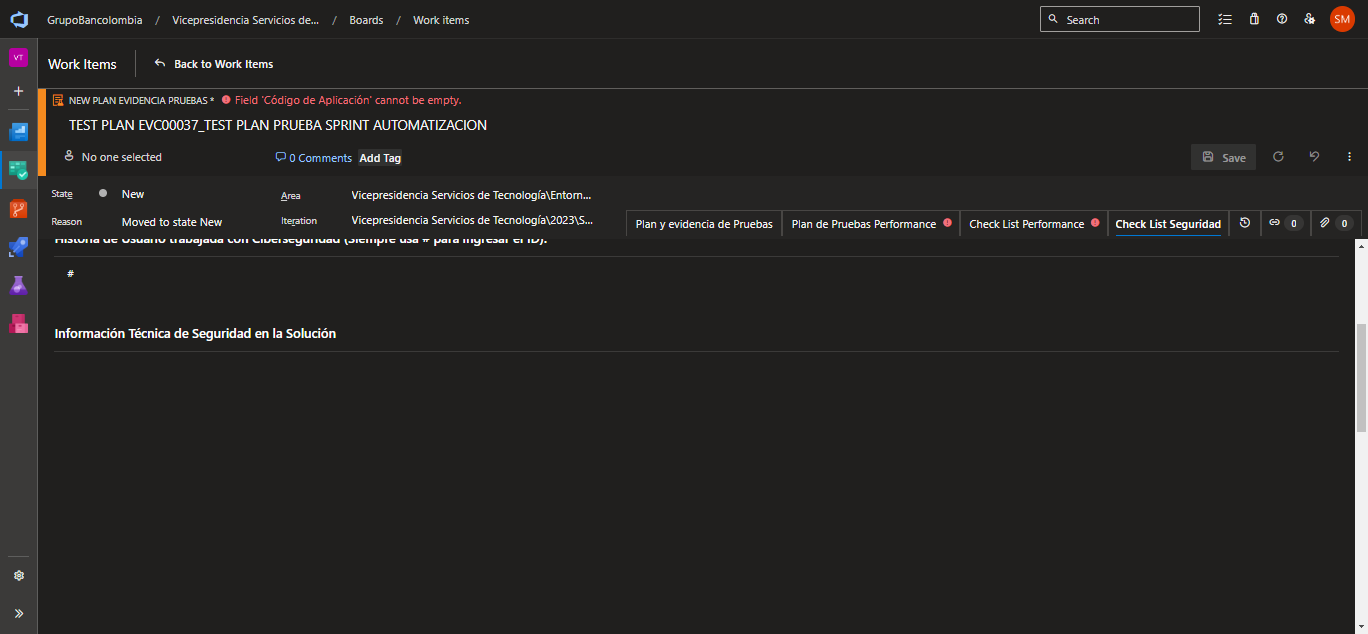 GrupoBancolombia / Vicepresidencia Servicios de... / Boards / Work items
Search
SM
VT
Work Items
Back to Work Items
NEW PLAN EVIDENCIA PRUEBAS * Field 'Código de Aplicación' cannot be empty.
TEST PLAN EVC00037_TEST PLAN PRUEBA SPRINT AUTOMATIZACION
No one selected
0 Comments
Add Tag
Save
State
New
Area
Vicepresidencia Servicios de Tecnología\Entorn...
Reason
Moved to state New
Iteration
Vicepresidencia Servicios de Tecnología\2023\S...
Plan y evidencia de Pruebas
Plan de Pruebas Performance
Check List Performance
Check List Seguridad
0
0
Historia de Usuario trabajada con Ciberseguridad (Siempre usa # para ingresar el ID):
#
Información Técnica de Seguridad en la Solución